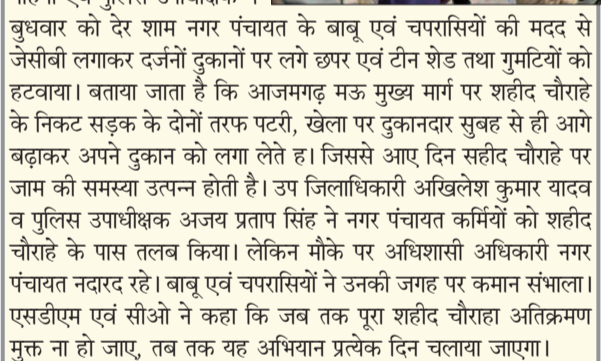 बुधवार को देर शाम नगर पंचायत के बाबू एवं चपरासियों की मदद से
जेसीबी लगाकर दर्जनों दुकानों पर लगे छपर एवं टीन शेड तथा गुमटियों को
हटवाया। बताया जाता है कि आजमगढ़ मऊ मुख्य मार्ग पर शहीद चौराहे
के निकट सड़क के दोनों तरफ पटरी, खेला पर दुकानदार सुबह से ही आगे
बढ़ाकर अपने दुकान को लगा लेते ह। जिससे आए दिन सहीद चौराहे पर
जाम की समस्या उत्पन्न होती है। उप जिलाधिकारी अखिलेश कुमार यादव
व पुलिस उपाधीक्षक अजय प्रताप सिंह ने नगर पंचायत कर्मियों को शहीद
चौराहे के पास तलब किया। लेकिन मौके पर अधिशासी अधिकारी नगर
पंचायत नदारद रहे। बाबू एवं चपरासियों ने उनकी जगह पर कमान संभाला।
एसडीएम एवं सीओ ने कहा कि जब तक पूरा शहीद चौराहा अतिक्रमण
मुक्त ना हो जाए, तब तक यह अभियान प्रत्येक दिन चलाया जाएगा।